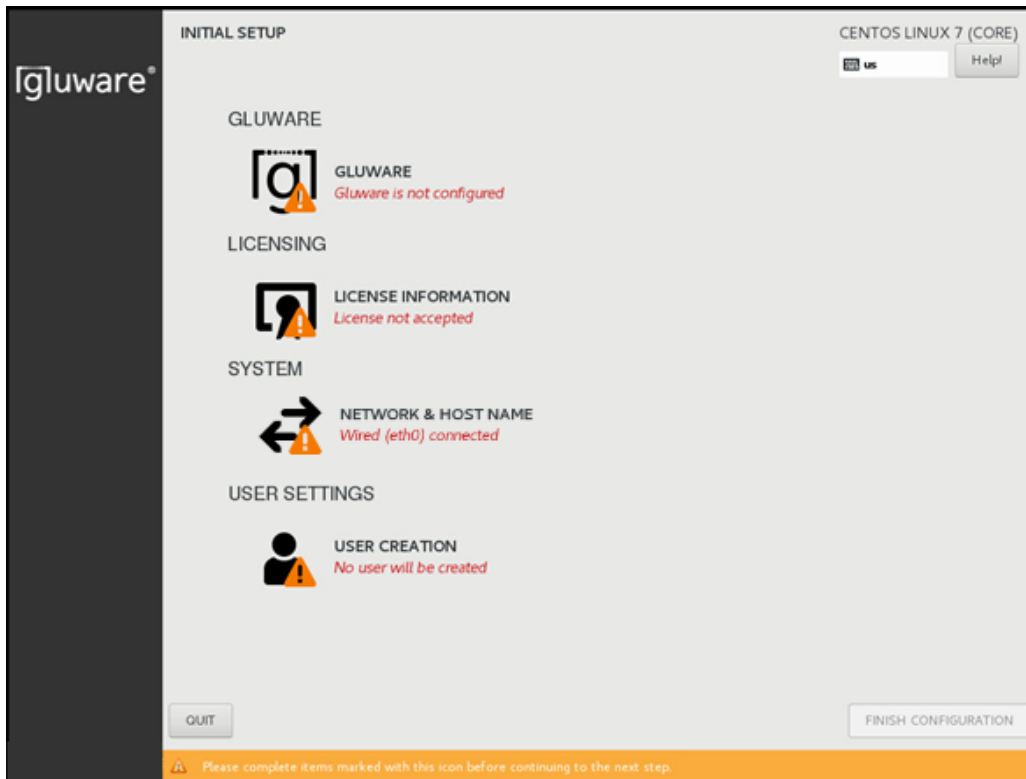 [g]luware®
INITIAL SETUP
CENTOS LINUX 7 (CORE)
us
Help!
GLUWARE
[g]
GLUWARE
Gluware is not configured
LICENSING
LICENSE INFORMATION
License not accepted
SYSTEM
NETWORK & HOST NAME
Wired (eth0) connected
USER SETTINGS
USER CREATION
No user will be created
QUIT
FINISH CONFIGURATION
Please complete items marked with this icon before continuing to the next step.